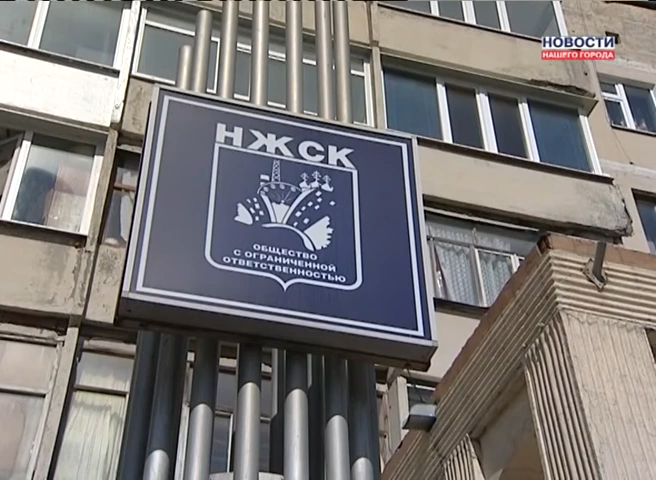 НОВОСТИ
НАШЕГО ГОРОДА
НЖСК
ОБЩЕСТВО
С ОГРАНИЧЕННОЙ
ОТВЕТСТВЕННОСТЬЮ